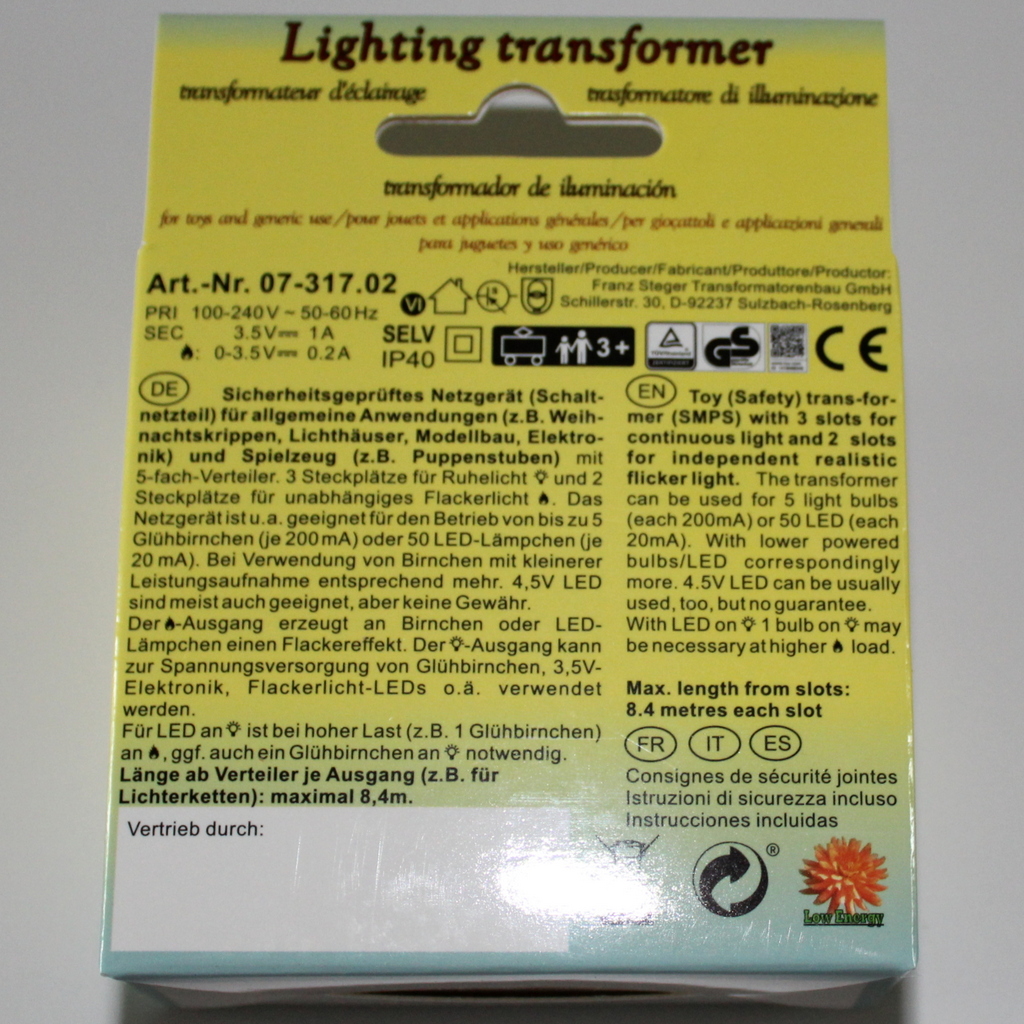 Lighting transformer
transformateur d'éclairage
trasformatore di illuminazione
transformador de iluminación
for toys and generic use/pour jouets et applications générales/per giocattoli e applicazioni generali
para juguetes y uso genérico
Art.-Nr. 07-317.02
VI
Hersteller/Producer/Fabricant/Produttore/Productor:
Franz Steger Transformatorenbau GmbH
Schillerstr. 30, D-92237 Sulzbach-Rosenberg
PRI 100-240V ~ 50-60Hz
SEC 3.5V⎓ 1A
: 0-3.5V⎓ 0.2A
SELV
IP40
3+
GS
CE
DE
Sicherheitsgeprüftes Netzgerät (Schalt-
netzteil) für allgemeine Anwendungen (z.B. Weih-
nachtskrippen, Lichthäuser, Modellbau, Elektro-
nik) und Spielzeug (z.B. Puppenstuben) mit
5-fach-Verteiler. 3 Steckplätze für Ruhelicht und 2
Steckplätze für unabhängiges Flackerlicht . Das
Netzgerät ist u.a. geeignet für den Betrieb von bis zu 5
Glühbirnchen (je 200mA) oder 50 LED-Lämpchen (je
20 mA). Bei Verwendung von Birnchen mit kleinerer
Leistungsaufnahme entsprechend mehr. 4,5V LED
sind meist auch geeignet, aber keine Gewähr.
Der -Ausgang erzeugt an Birnchen oder LED-
Lämpchen einen Flackereffekt. Der -Ausgang kann
zur Spannungsversorgung von Glühbirnchen, 3,5V-
Elektronik, Flackerlicht-LEDs o.ä. verwendet
werden.
Für LED an ist bei hoher Last (z.B. 1 Glühbirnchen)
an , ggf. auch ein Glühbirnchen an notwendig.
Länge ab Verteiler je Ausgang (z.B. für
Lichterketten): maximal 8,4m.
Vertrieb durch:
EN
Toy (Safety) trans-for-
mer (SMPS) with 3 slots for
continuous light and 2 slots
for independent realistic
flicker light. The transformer
can be used for 5 light bulbs
(each 200mA) or 50 LED (each
20mA). With lower powered
bulbs/LED correspondingly
more. 4.5V LED can be usually
used, too, but no guarantee.
With LED on 1 bulb on may
be necessary at higher load.
Max. length from slots:
8.4 metres each slot
FR IT ES
Consignes de sécurité jointes
Istruzioni di sicurezza incluso
Instrucciones incluidas
®
Low Energy